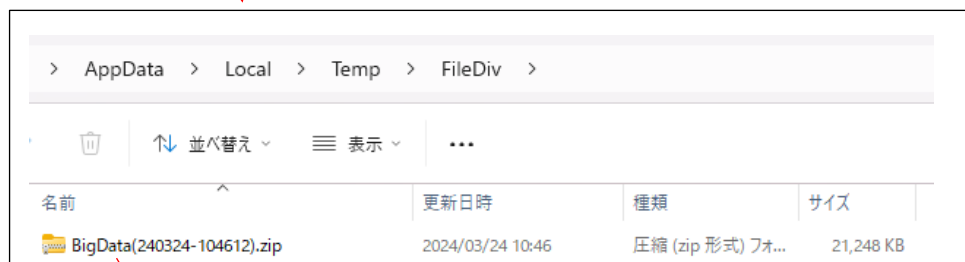 > AppData > Local > Temp > FileDiv >
並べ替え 表示 ...
名前 更新日時 種類 サイズ
BigData(240324-104612).zip 2024/03/24 10:46 圧縮 (zip 形式) フォ... 21,248 KB